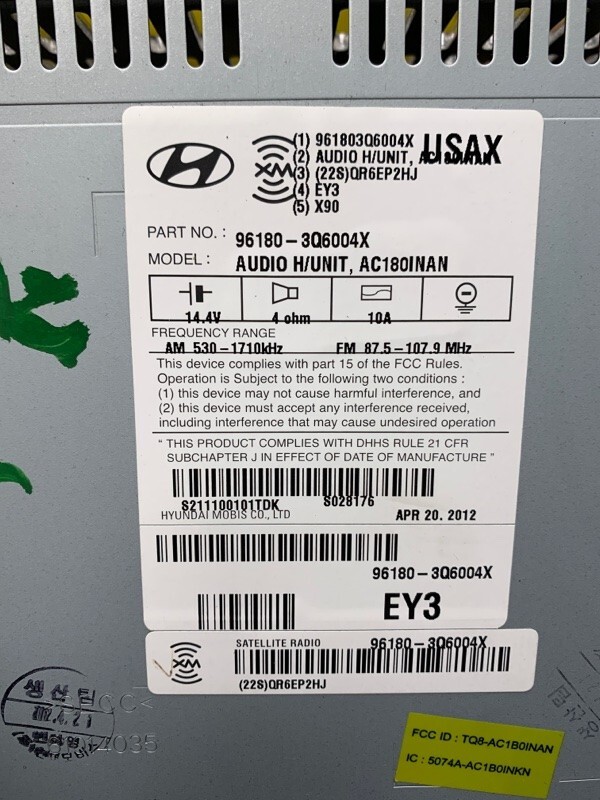 XM
(1) 961803Q6004X
USAX
(2) AUDIO H/UNIT, AC180INAN
(3) (22S)QR6EP2HJ
(4) EY3
(5) X90
PART NO. : 96180-3Q6004X
MODEL : AUDIO H/UNIT, AC180INAN
14.4V 4 ohm 10A
FREQUENCY RANGE
AM 530-1710kHz FM 87.5-107.9 MHz
This device complies with part 15 of the FCC Rules.
Operation is Subject to the following two conditions :
(1) this device may not cause harmful interference, and
(2) this device must accept any interference received,
including interference that may cause undesired operation
" THIS PRODUCT COMPLIES WITH DHHS RULE 21 CFR
SUBCHAPTER J IN EFFECT OF DATE OF MANUFACTURE "
S211100101TDK S028176
HYUNDAI MOBIS CO., LTD APR 20. 2012
96180-3Q6004X
EY3
SATELLITE RADIO 96180-3Q6004X
XM
(22S)QR6EP2HJ
생산팀
FCC ID : TQ8-AC1B0INAN
IC : 5074A-AC1B0INKN